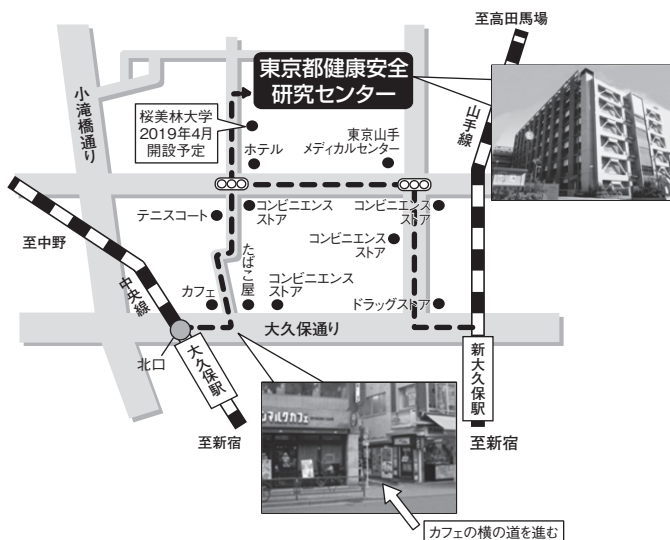 至高田馬場
東京都健康安全
研究センター
小滝橋通り
山手線
桜美林大学
2019年4月
開設予定
ホテル
東京山手
メディカルセンター
テニスコート
コンビニエンス
ストア
コンビニエンス
ストア
コンビニエンス
ストア
至中野
中央線
たばこ屋
コンビニエンス
ストア
カフェ
ドラッグストア
大久保通り
北口
大久保駅
新大久保駅
至新宿
至新宿
ンマルクカフェ
カフェの横の道を進む